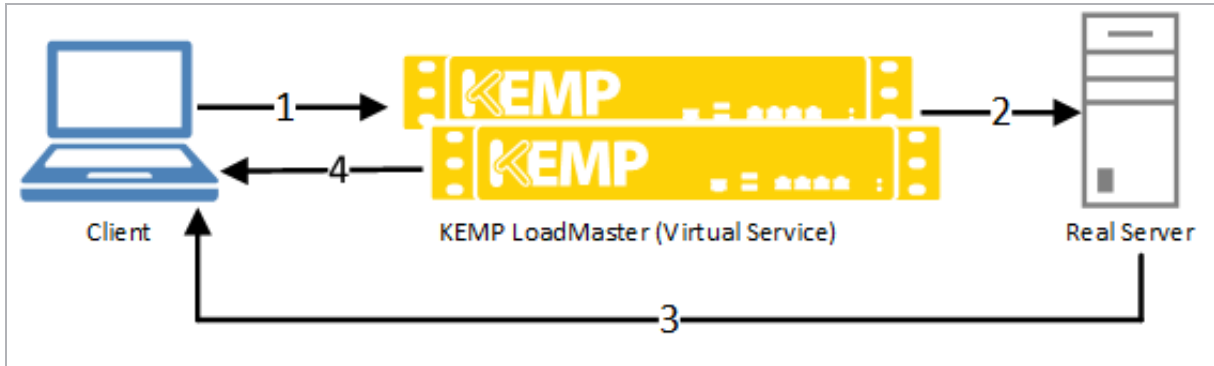 KEMP
1
2
KEMP
4
Client
KEMP LoadMaster (Virtual Service)
Real Server
3